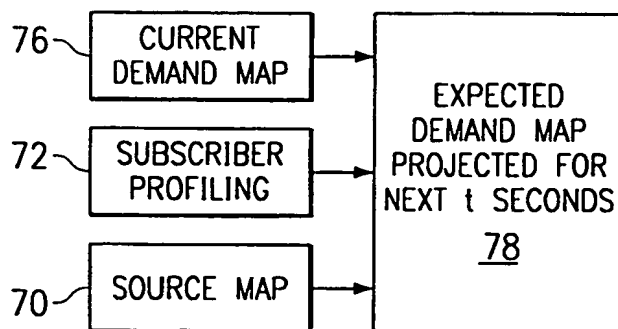 76
CURRENT
DEMAND MAP
72
SUBSCRIBER
PROFILING
70
SOURCE MAP
EXPECTED
DEMAND MAP
PROJECTED FOR
NEXT t SECONDS
78